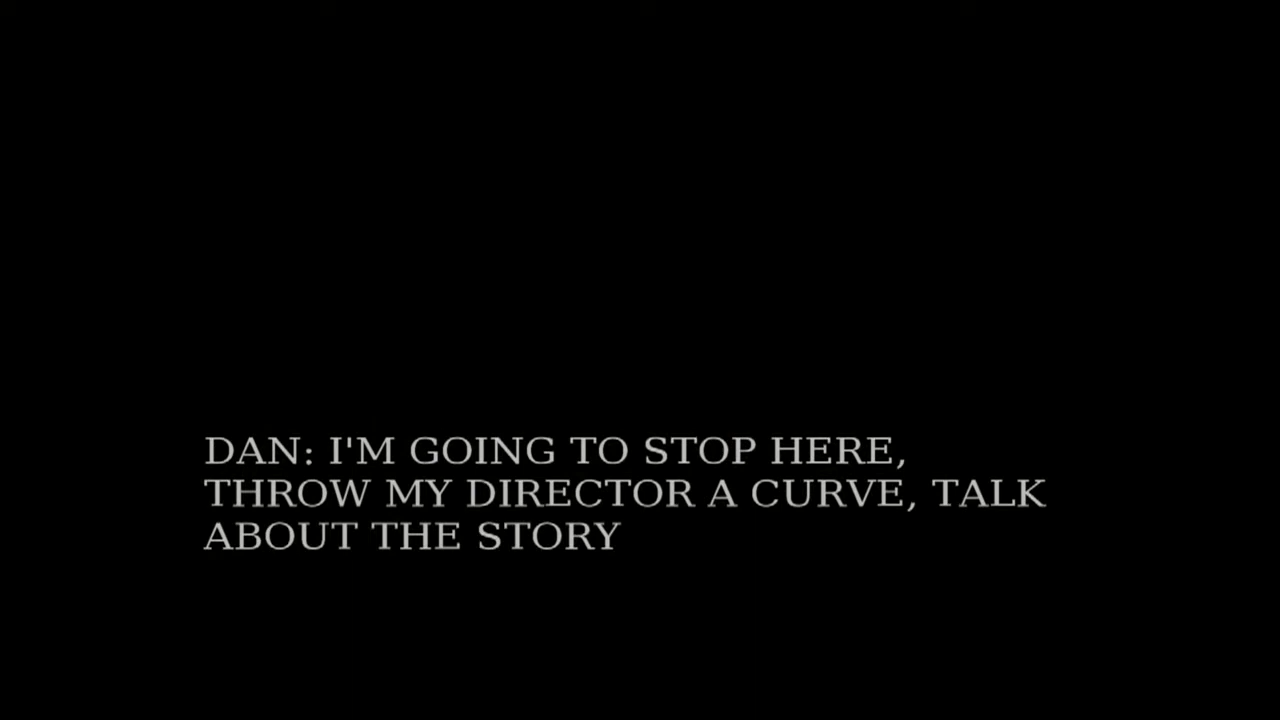 DAN: I'M GOING TO STOP HERE,
THROW MY DIRECTOR A CURVE, TALK
ABOUT THE STORY